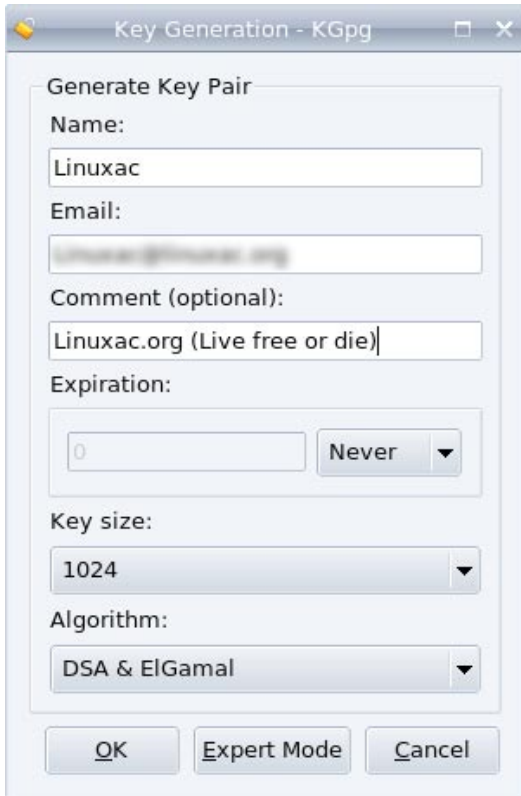 Key Generation - KGpg
Generate Key Pair
Name:
Linuxac
Email:
Comment (optional):
Linuxac.org (Live free or die)
Expiration:
0
Never
Key size:
1024
Algorithm:
DSA & ElGamal
OK
Expert Mode
Cancel